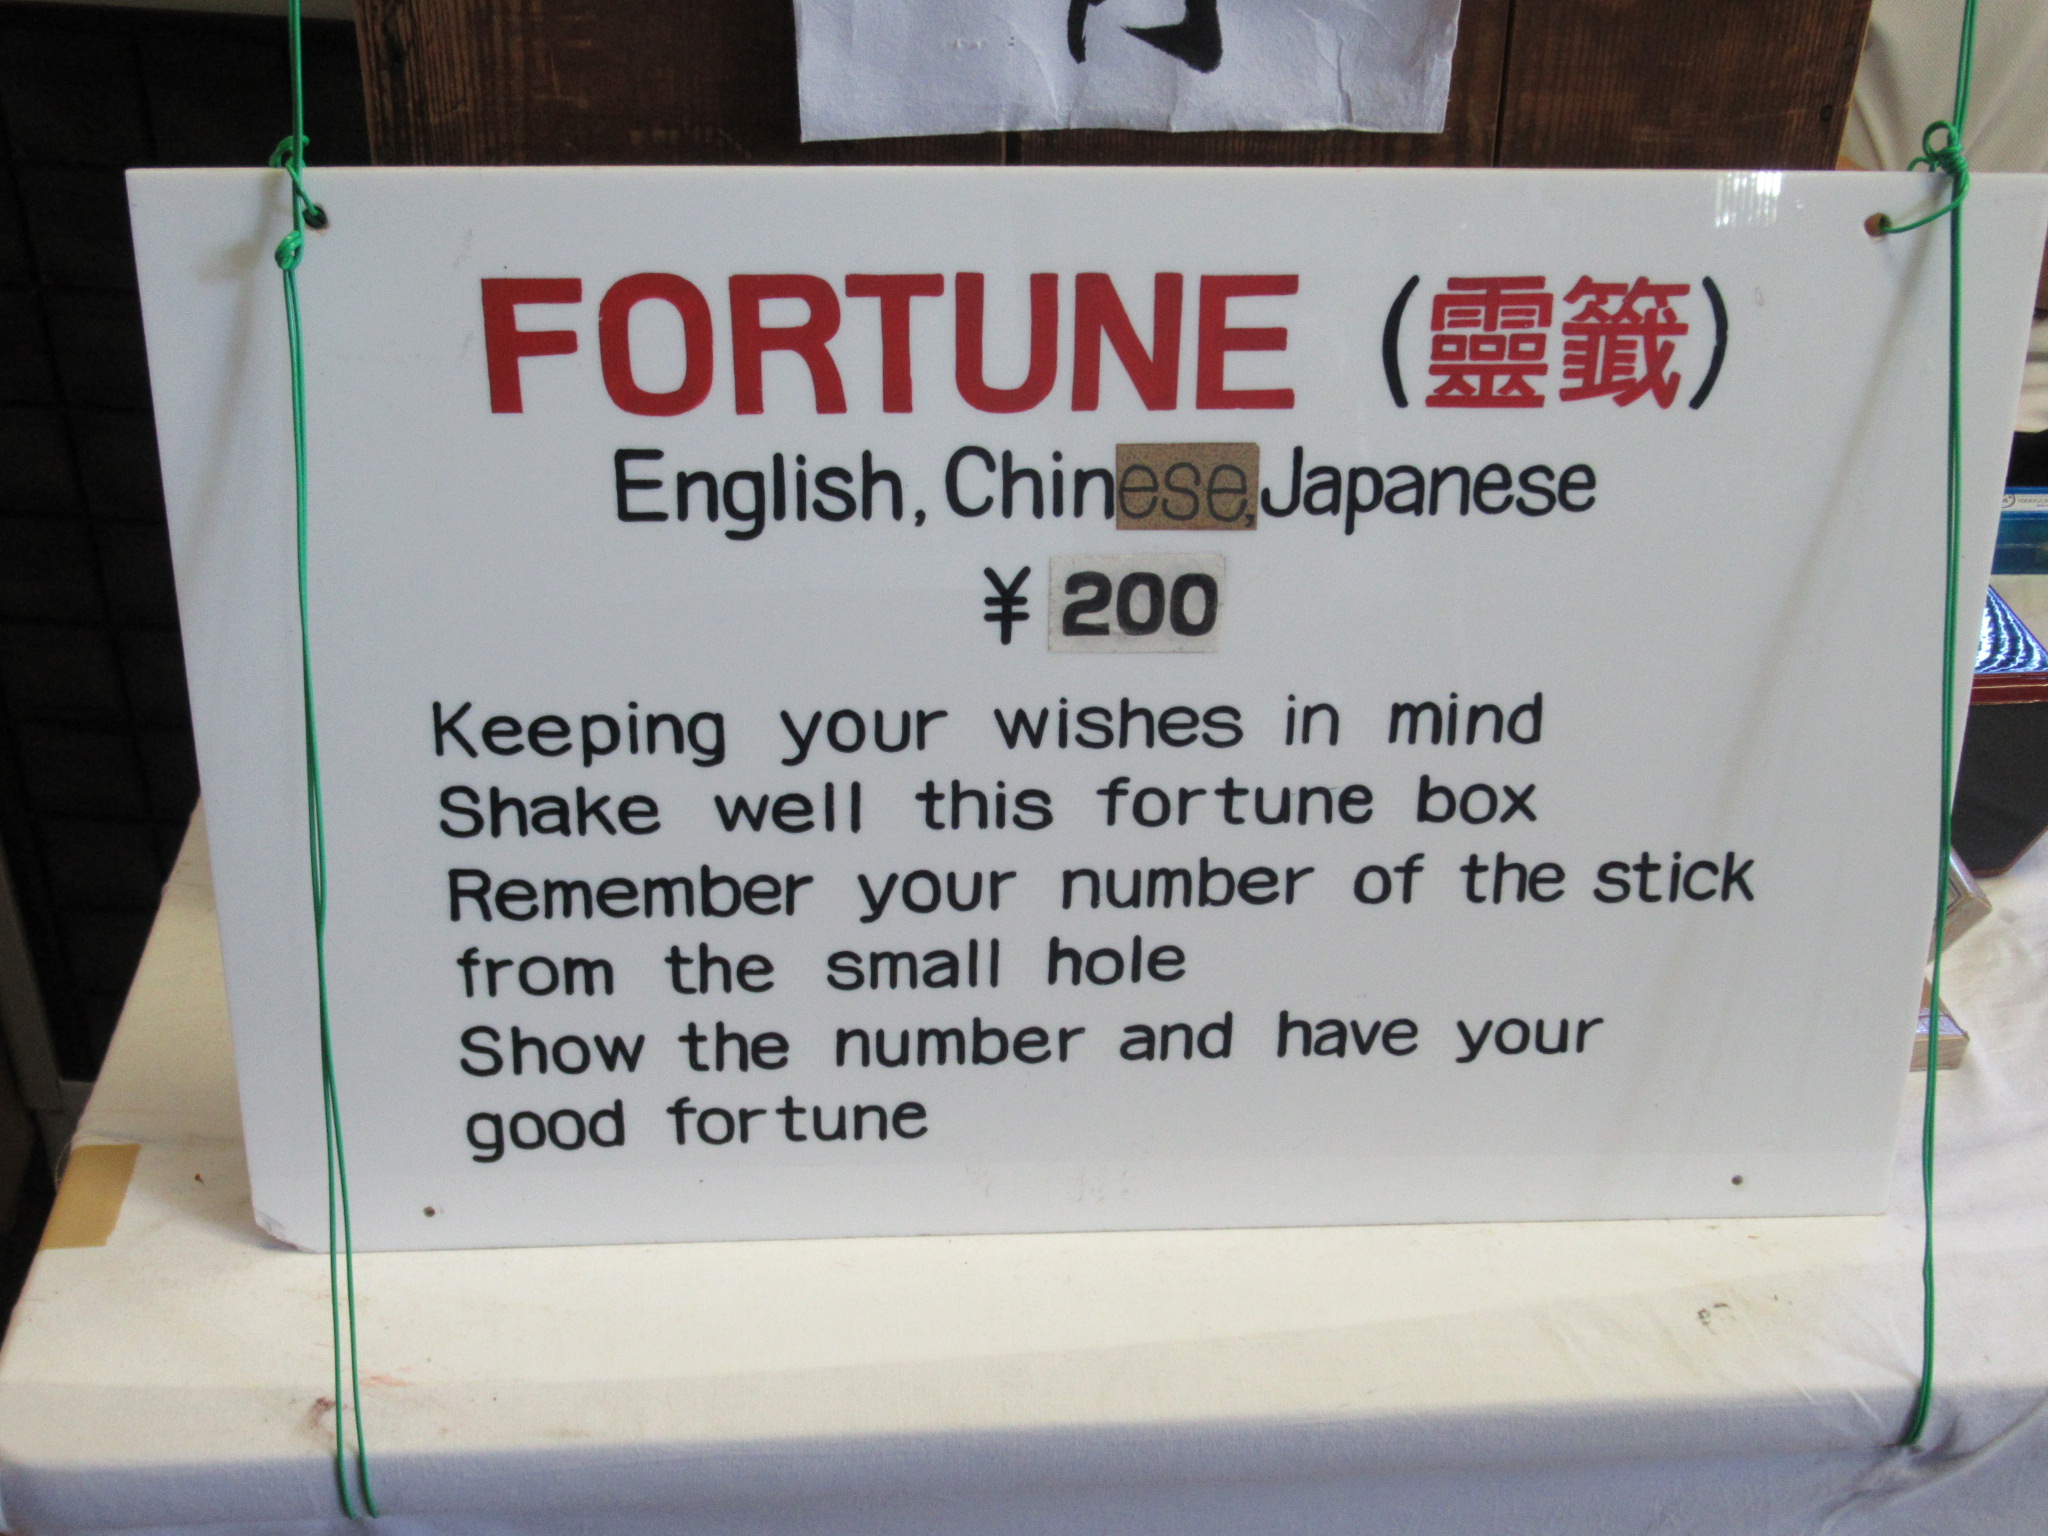 FORTUNE (靈籤)
English, Chinese, Japanese
¥ 200
Keeping your wishes in mind
Shake well this fortune box
Remember your number of the stick
from the small hole
Show the number and have your
good fortune